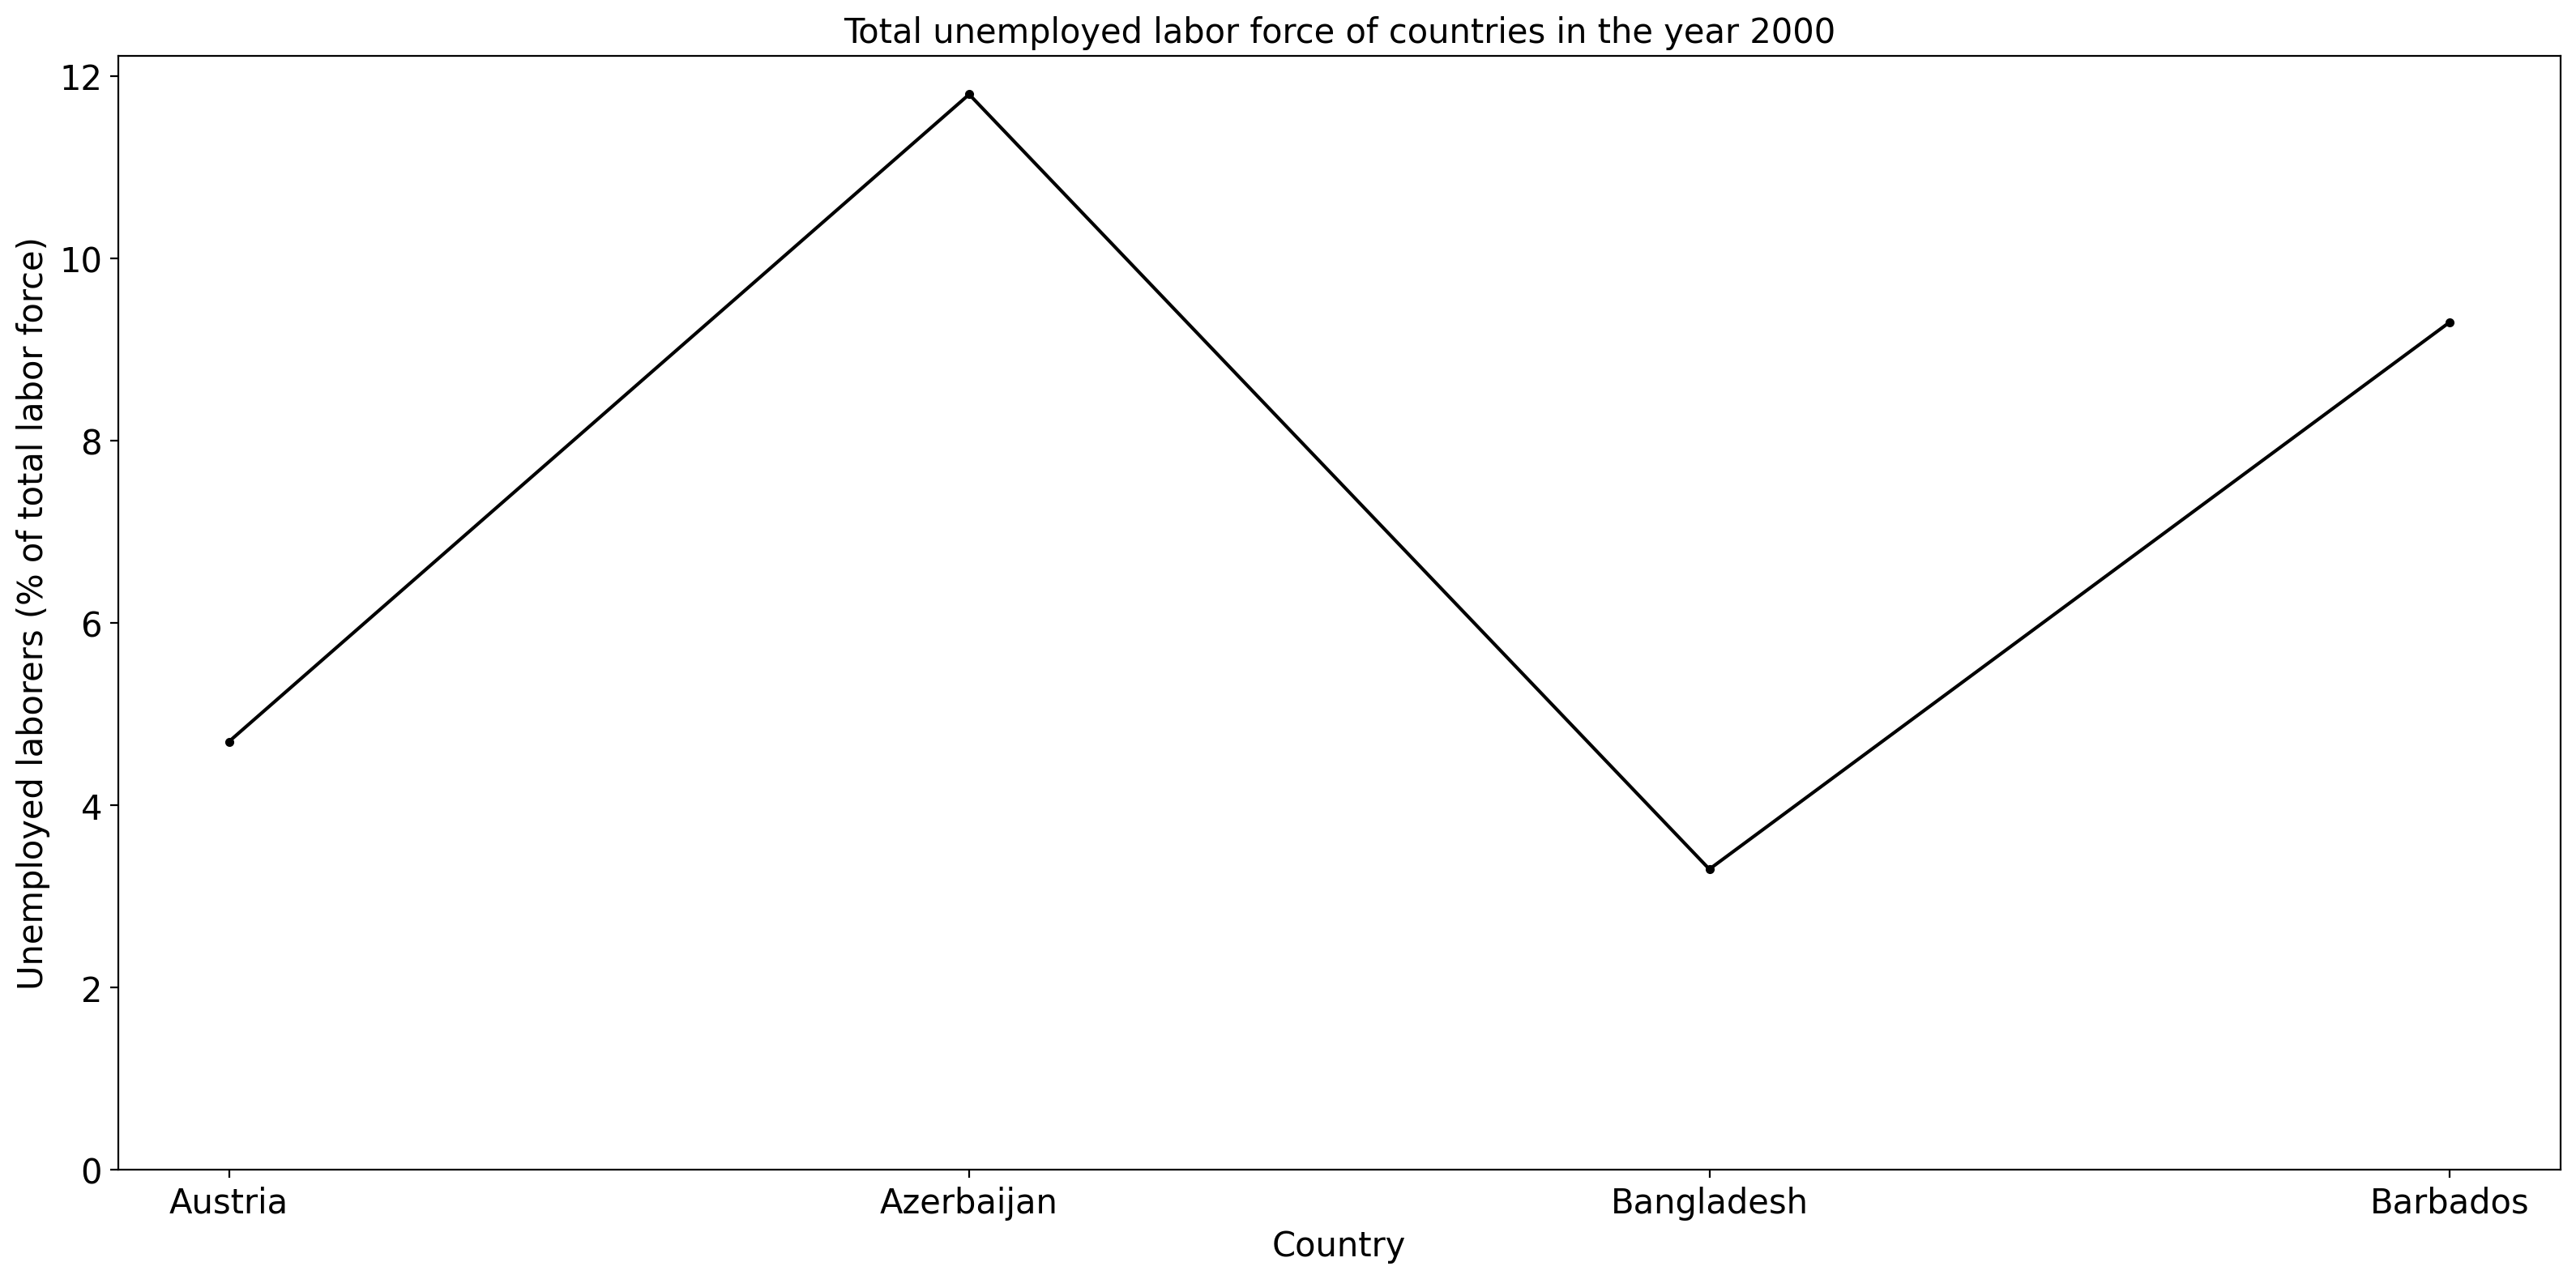 Total unemployed labor force of countries in the year 2000
Unemployed laborers (% of total labor force)
12
10
8
6
4
2
0
Austria Azerbaijan Bangladesh Barbados
Country